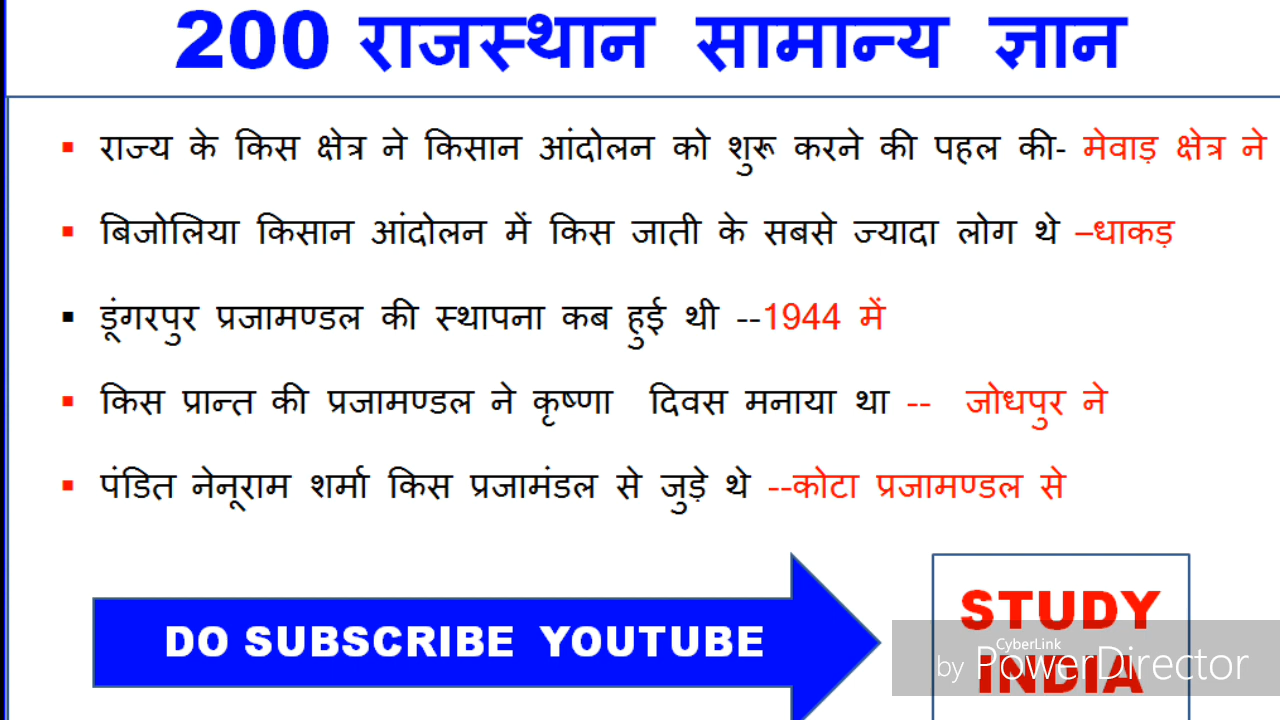 200 राजस्थान सामान्य ज्ञान
▪ राज्य के किस क्षेत्र ने किसान आंदोलन को शुरू करने की पहल की- मेवाड़ क्षेत्र ने
▪ बिजोलिया किसान आंदोलन में किस जाती के सबसे ज्यादा लोग थे –धाकड़
▪ डूंगरपुर प्रजामण्डल की स्थापना कब हुई थी --1944 में
▪ किस प्रान्त की प्रजामण्डल ने कृष्णा दिवस मनाया था -- जोधपुर ने
▪ पंडित नेनूराम शर्मा किस प्रजामंडल से जुड़े थे --कोटा प्रजामण्डल से
DO SUBSCRIBE YOUTUBE
STUDY
INDIA
CyberLink
by PowerDirector